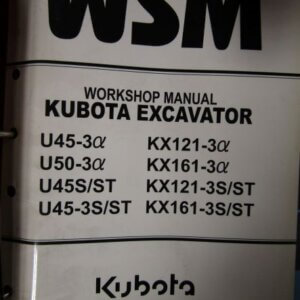 WSM
WORKSHOP MANUAL
KUBOTA EXCAVATOR
U45-3α KX121-3α
U50-3α KX161-3α
U45S/ST KX121-3S/ST
U45-3S/ST KX161-3S/ST
Kubota